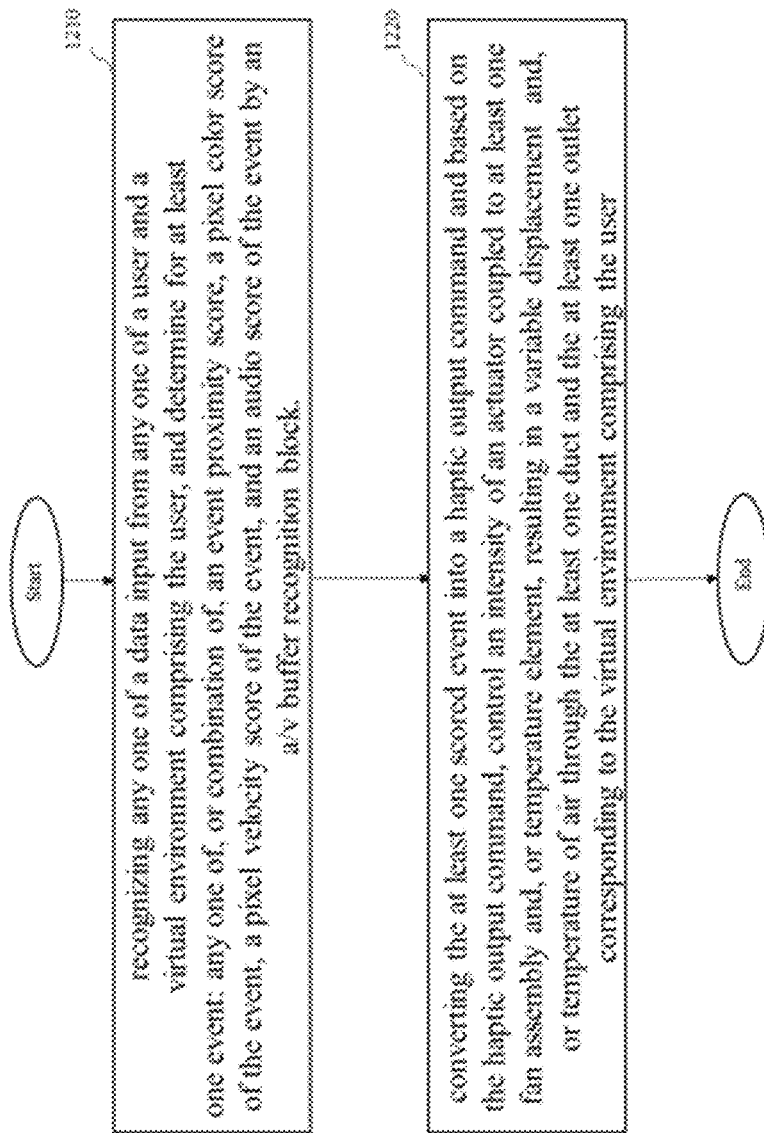 Start
1210
recognizing any one of a data input from any one of a user and a
virtual environment comprising the user, and determine for at least
one event: any one of, or combination of, an event proximity score, a pixel color score
of the event, a pixel velocity score of the event, and an audio score of the event by an
a/v buffer recognition block.
1220
converting the at least one scored event into a haptic output command and based on
the haptic output command, control an intensity of an actuator coupled to at least one
fan assembly and, or temperature element, resulting in a variable displacement and,
or temperature of air through the at least one duct and the at least one outlet
corresponding to the virtual environment comprising the user
End